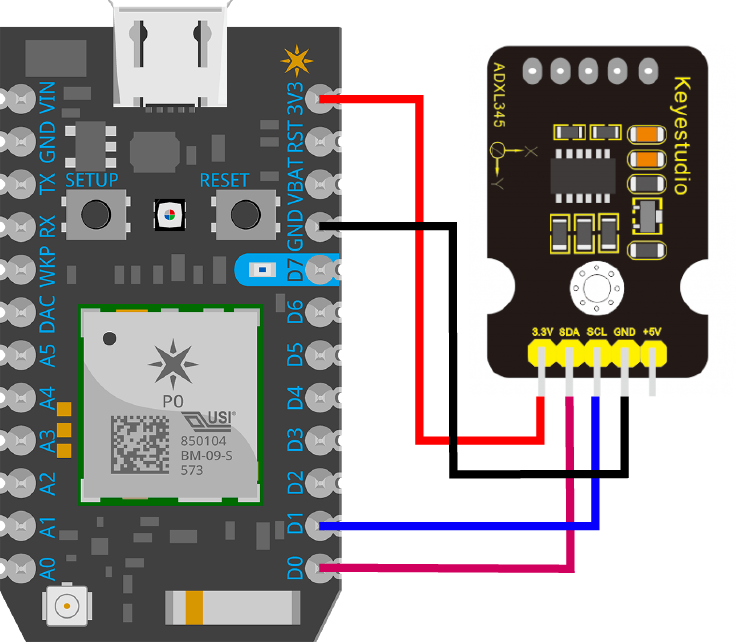 VIN
GND
TX
RX
WKP
DAC
A5
A4
A3
A2
A1
A0
SETUP
RESET
3V3
RST
VBAT
GND
D7
D6
D5
D4
D3
D2
D1
D0
P0
USI
850104
BM-09-S
573
ADXL345
Keyestudio
X
Y
3.3V SDA SCL GND +5V